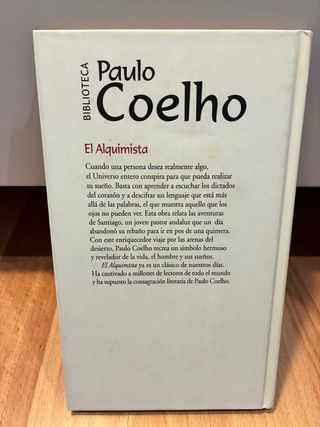 BIBLIOTECA
Paulo
Coelho
El Alquimista
Cuando una persona desea realmente algo,
el Universo entero conspira para que pueda realizar
su sueño. Basta con aprender a escuchar los dictados
del corazón y a descifrar un lenguaje que está más
allá de las palabras, el que muestra aquello que los
ojos no pueden ver. Esta obra relata las aventuras
de Santiago, un joven pastor andaluz que un día
abandonó su rebaño para ir en pos de una quimera.
Con este enriquecedor viaje por las arenas del
desierto, Paulo Coelho recrea un símbolo hermoso
y revelador de la vida, el hombre y sus sueños.
El Alquimista ya es un clásico de nuestros días.
Ha cautivado a millones de lectores de todo el mundo
y ha supuesto la consagración literaria de Paulo Coelho.